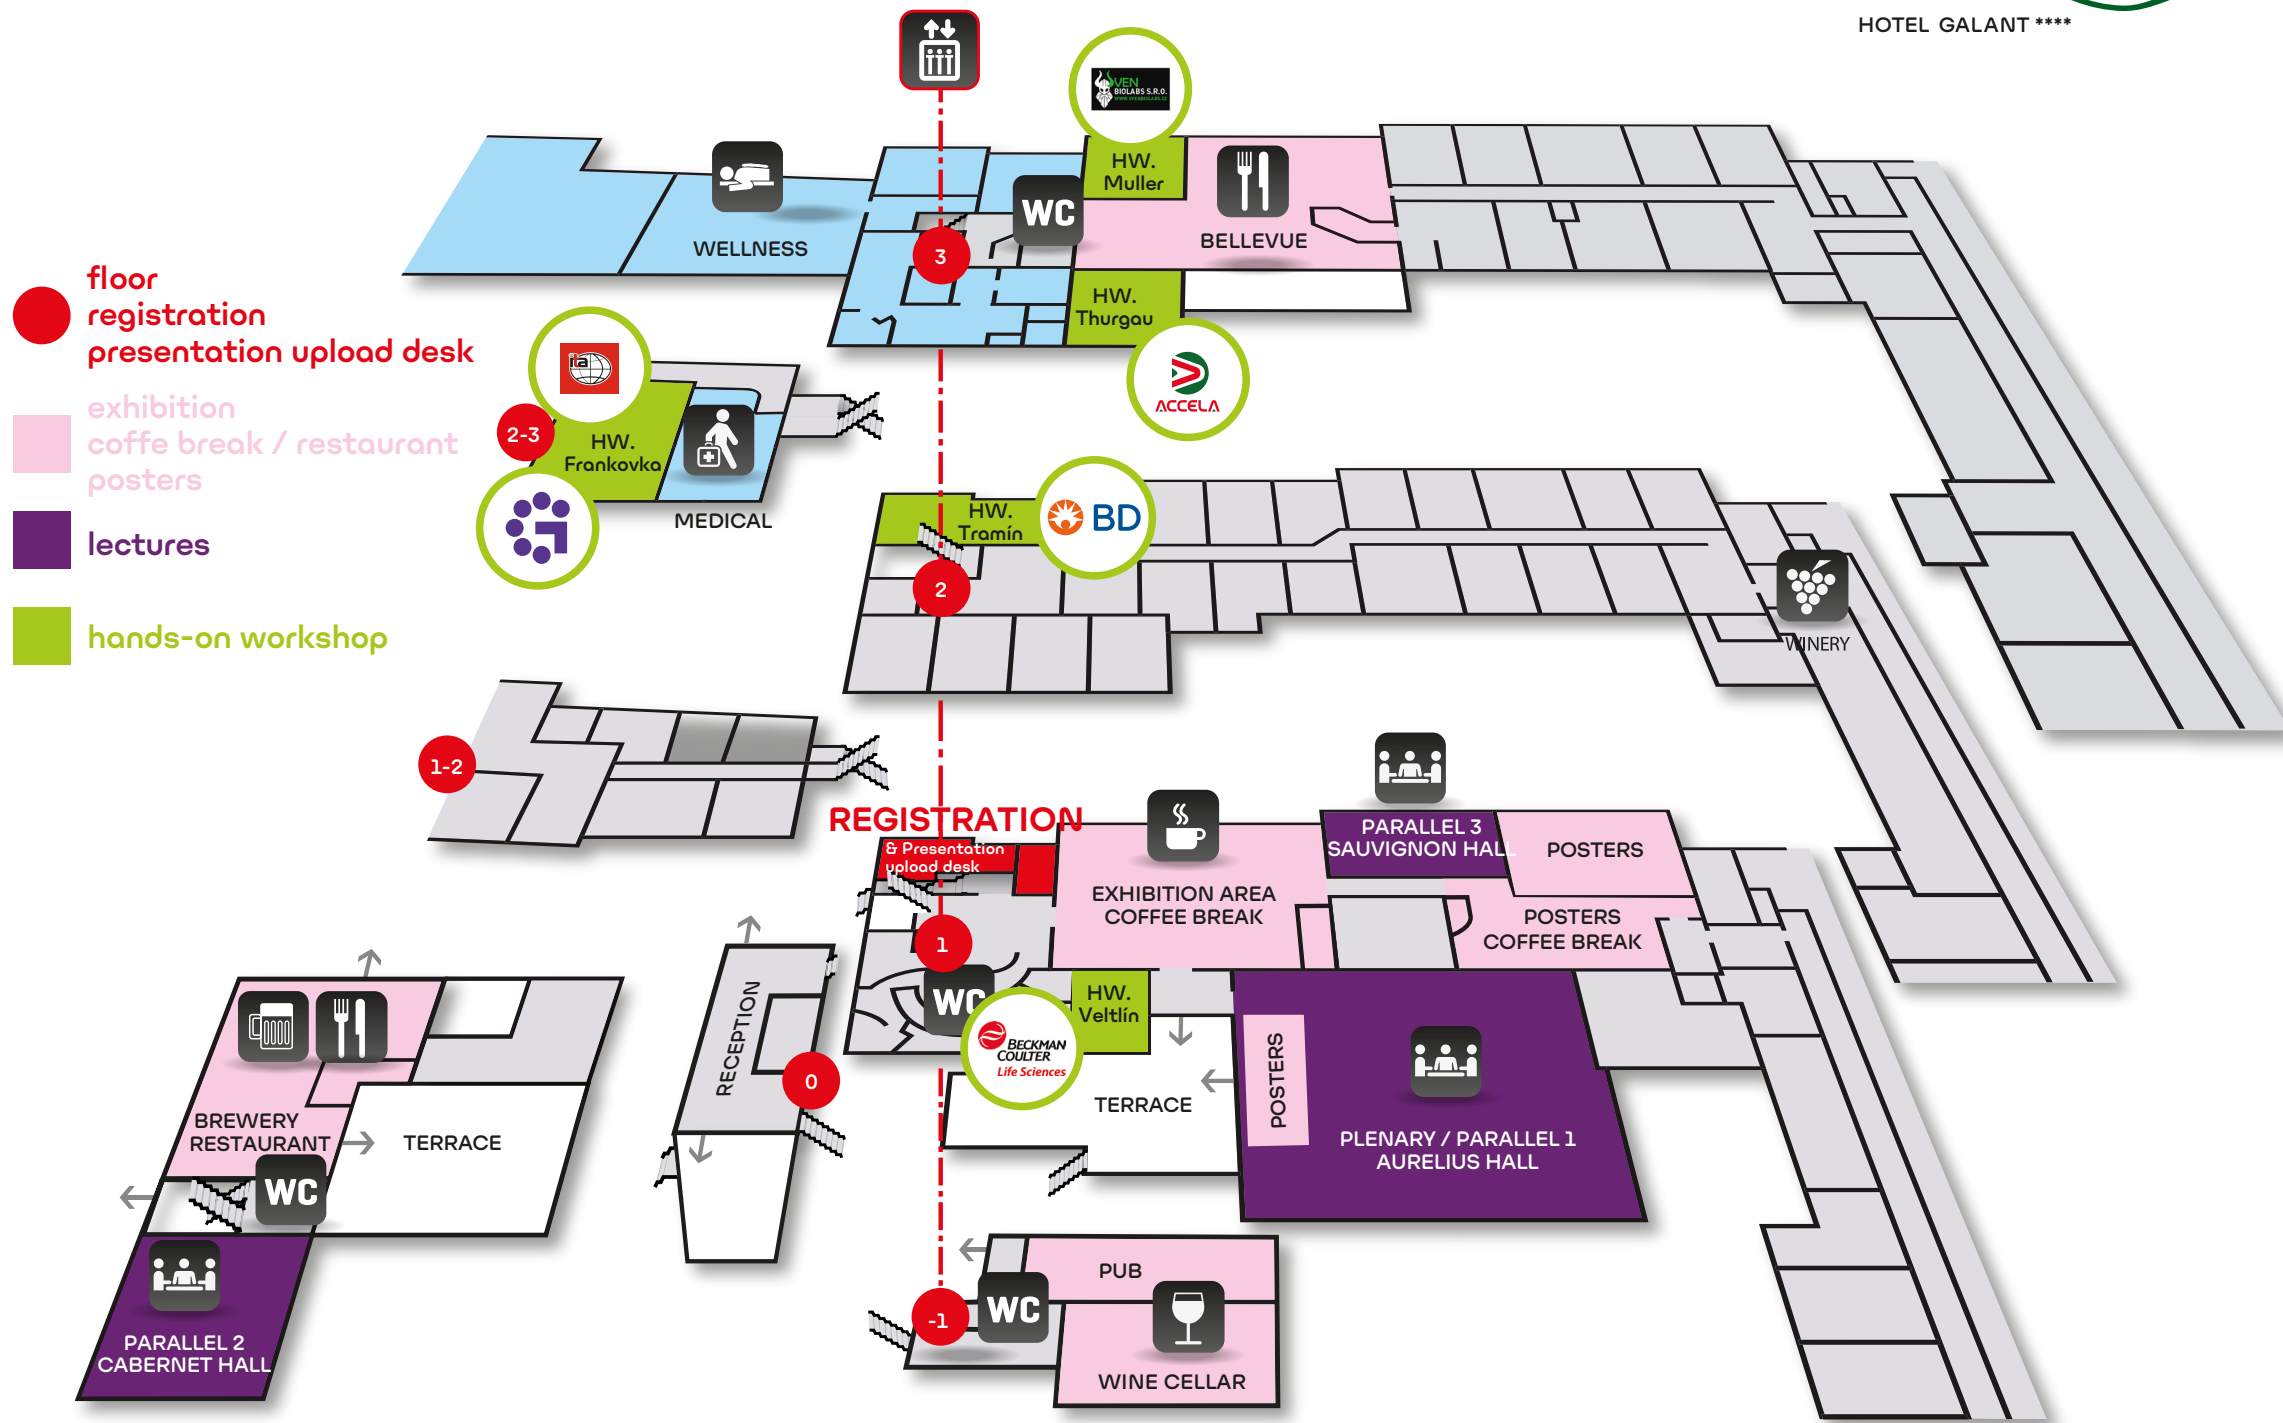 HOTEL GALANT ****
VEN
BIOLABS S.R.O.
HW.
Muller
WC
BELLEVUE
WELLNESS
3
HW.
Thurgau
ACCELA
floor
registration
presentation upload desk
exhibition
coffe break / restaurant
posters
lectures
hands-on workshop
ita
2-3
HW.
Frankovka
MEDICAL
HW.
Tramín
BD
2
WINERY
1-2
REGISTRATION
& Presentation
upload desk
EXHIBITION AREA
COFFEE BREAK
PARALLEL 3
SAUVIGNON HALL
POSTERS
POSTERS
COFFEE BREAK
1
WC
HW.
Veltlín
BECKMAN
COULTER
Life Sciences
TERRACE
POSTERS
PLENARY / PARALLEL 1
AURELIUS HALL
RECEPTION
0
BREWERY
RESTAURANT
TERRACE
WC
PARALLEL 2
CABERNET HALL
PUB
WC
-1
WINE CELLAR